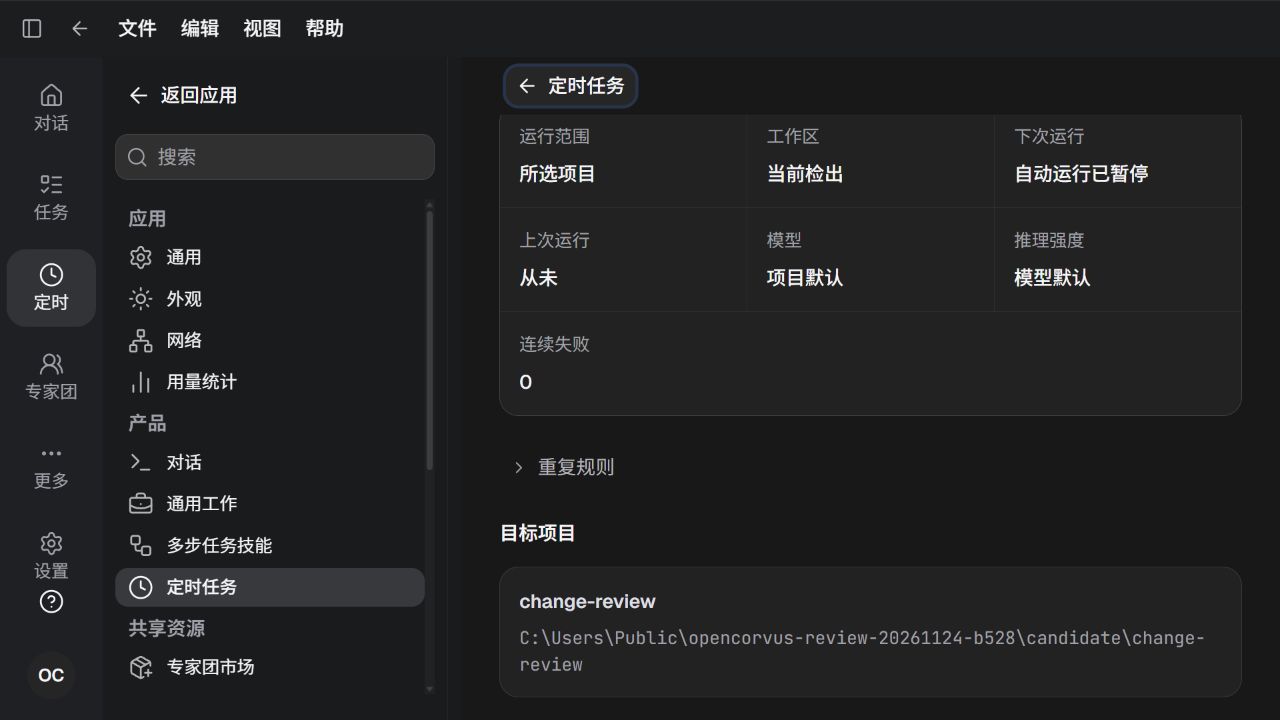 文件 编辑 视图 帮助
对话
任务
定时
专家团
更多
设置
OC
返回应用
搜索
应用
通用
外观
网络
用量统计
产品
对话
通用工作
多步任务技能
定时任务
共享资源
专家团市场
定时任务
运行范围 工作区 下次运行
所选项目 当前检出 自动运行已暂停
上次运行 模型 推理强度
从未 项目默认 模型默认
连续失败
0
重复规则
目标项目
change-review
C:\Users\Public\opencorvus-review-20261124-b528\candidate\change-
review